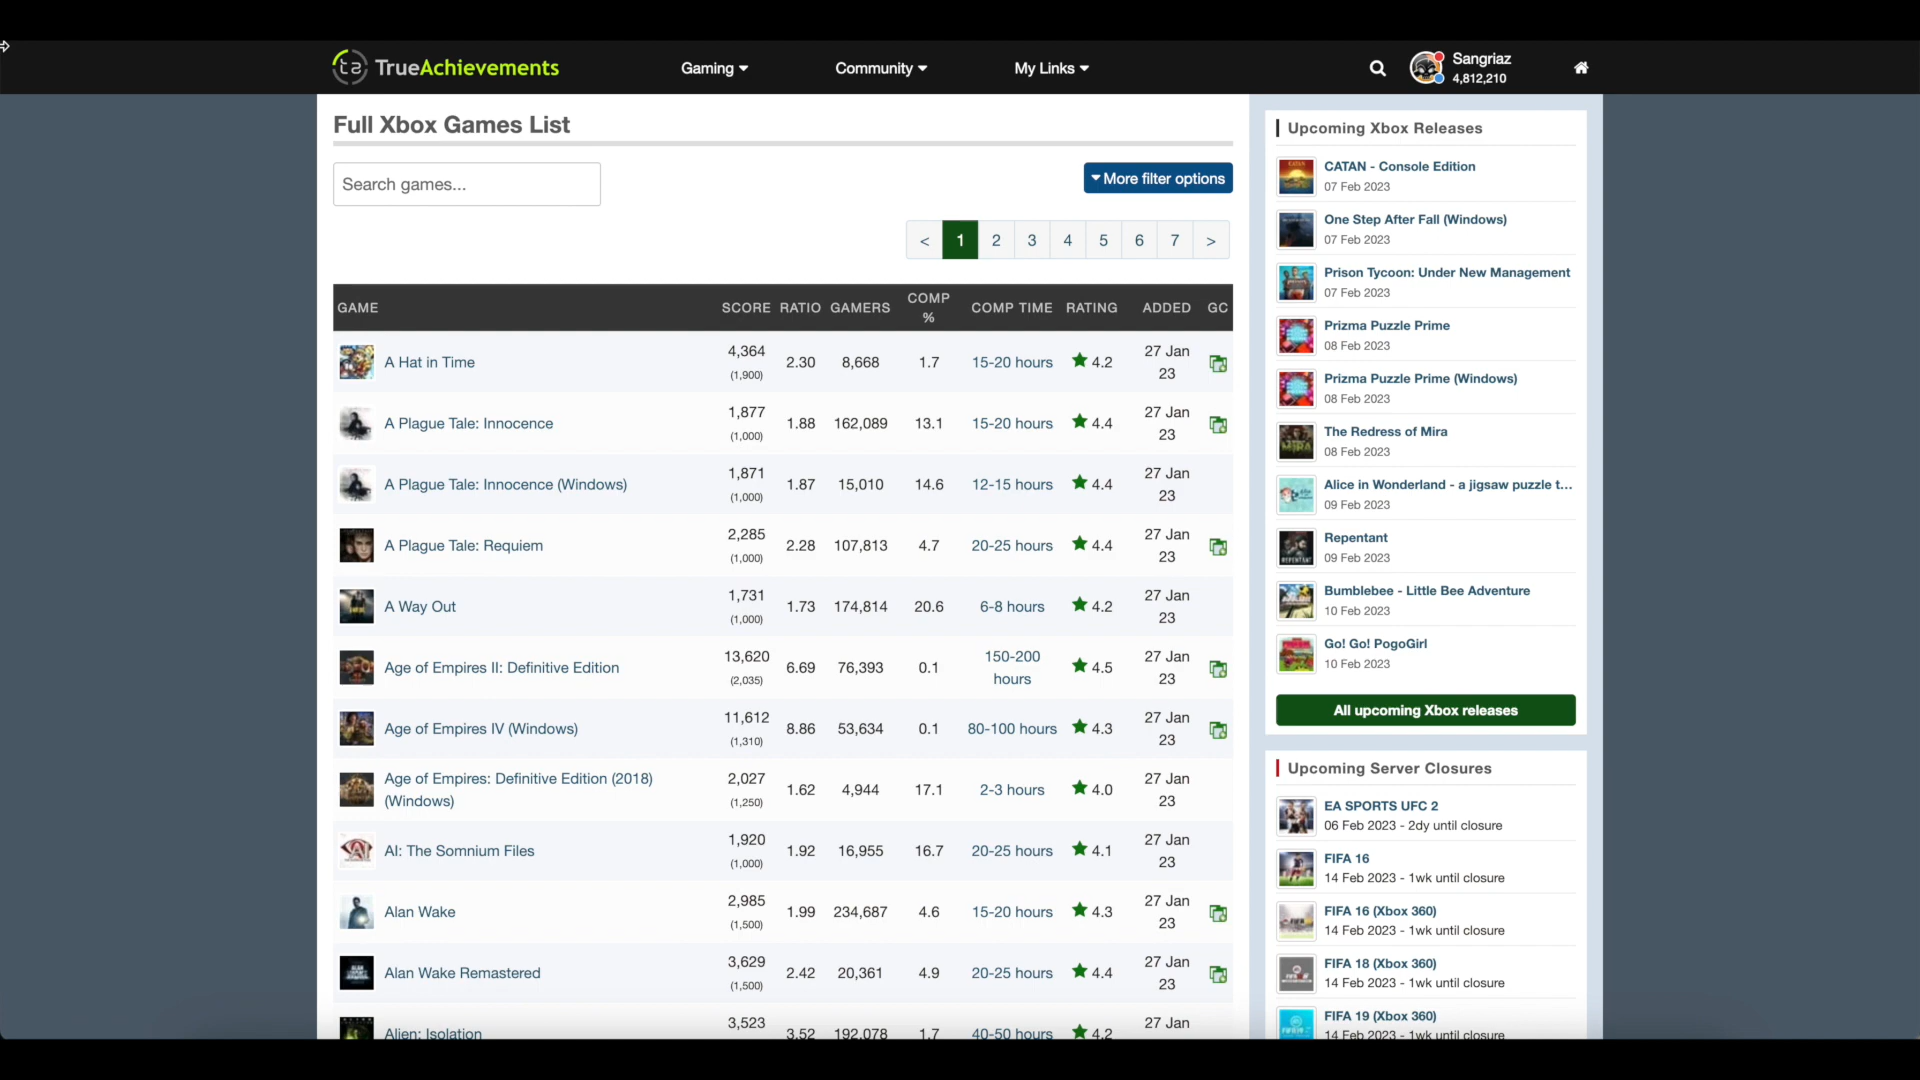 TrueAchievements
Gaming
Community
My Links
Sangriaz
4,812,210
Full Xbox Games List
Search games...
More filter options
< 1 2 3 4 5 6 7 >
GAME SCORE RATIO GAMERS COMP % COMP TIME RATING ADDED GC
A Hat in Time 4,364 (1,900) 2.30 8,668 1.7 15-20 hours 4.2 27 Jan 23
A Plague Tale: Innocence 1,877 (1,000) 1.88 162,089 13.1 15-20 hours 4.4 27 Jan 23
A Plague Tale: Innocence (Windows) 1,871 (1,000) 1.87 15,010 14.6 12-15 hours 4.4 27 Jan 23
A Plague Tale: Requiem 2,285 (1,000) 2.28 107,813 4.7 20-25 hours 4.4 27 Jan 23
A Way Out 1,731 (1,000) 1.73 174,814 20.6 6-8 hours 4.2 27 Jan 23
Age of Empires II: Definitive Edition 13,620 (2,035) 6.69 76,393 0.1 150-200 hours 4.5 27 Jan 23
Age of Empires IV (Windows) 11,612 (1,310) 8.86 53,634 0.1 80-100 hours 4.3 27 Jan 23
Age of Empires: Definitive Edition (2018) (Windows) 2,027 (1,250) 1.62 4,944 17.1 2-3 hours 4.0 27 Jan 23
AI: The Somnium Files 1,920 (1,000) 1.92 16,955 16.7 20-25 hours 4.1 27 Jan 23
Alan Wake 2,985 (1,500) 1.99 234,687 4.6 15-20 hours 4.3 27 Jan 23
Alan Wake Remastered 3,629 (1,500) 2.42 20,361 4.9 20-25 hours 4.4 27 Jan 23
Alien: Isolation 3,523 3.52 192,078 1.7 40-50 hours 4.2 27 Jan
Upcoming Xbox Releases
CATAN - Console Edition
07 Feb 2023
One Step After Fall (Windows)
07 Feb 2023
Prison Tycoon: Under New Management
07 Feb 2023
Prizma Puzzle Prime
08 Feb 2023
Prizma Puzzle Prime (Windows)
08 Feb 2023
The Redress of Mira
08 Feb 2023
Alice in Wonderland - a jigsaw puzzle t...
09 Feb 2023
Repentant
09 Feb 2023
Bumblebee - Little Bee Adventure
10 Feb 2023
Go! Go! PogoGirl
10 Feb 2023
All upcoming Xbox releases
Upcoming Server Closures
EA SPORTS UFC 2
06 Feb 2023 - 2dy until closure
FIFA 16
14 Feb 2023 - 1wk until closure
FIFA 16 (Xbox 360)
14 Feb 2023 - 1wk until closure
FIFA 18 (Xbox 360)
14 Feb 2023 - 1wk until closure
FIFA 19 (Xbox 360)
14 Feb 2023 - 1wk until closure